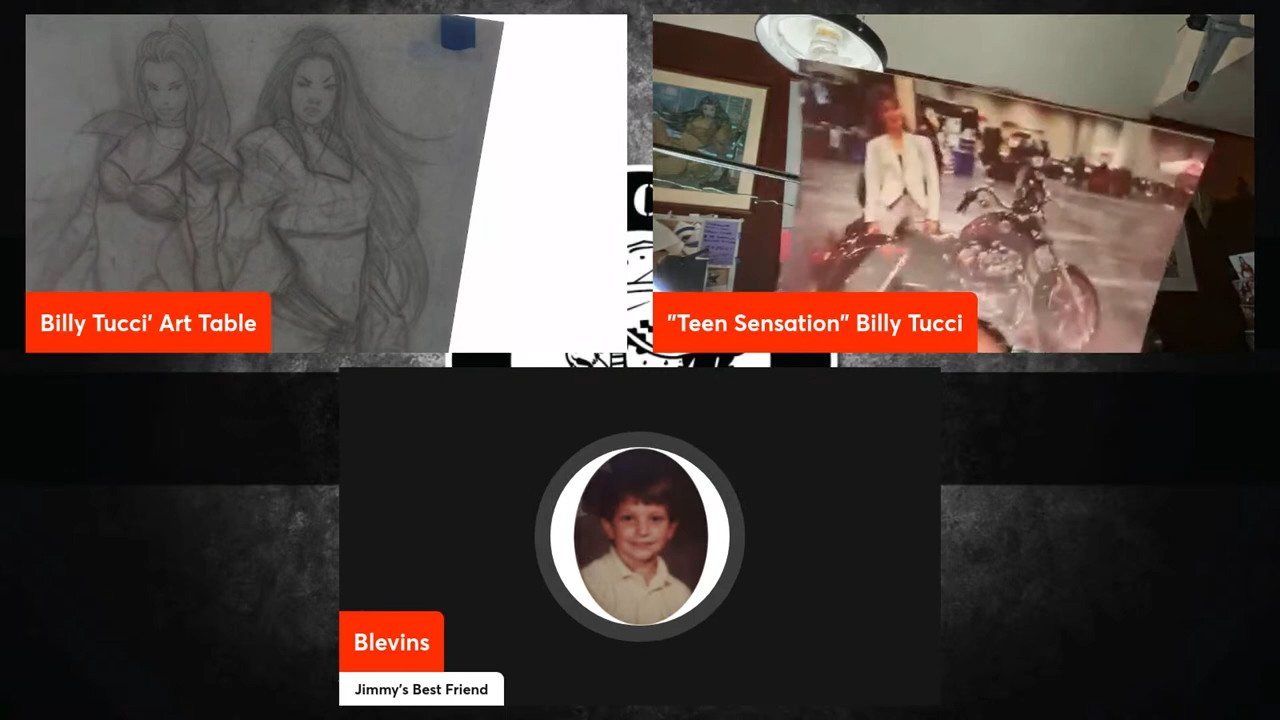 Billy Tucci' Art Table
"Teen Sensation" Billy Tucci
Blevins
Jimmy's Best Friend